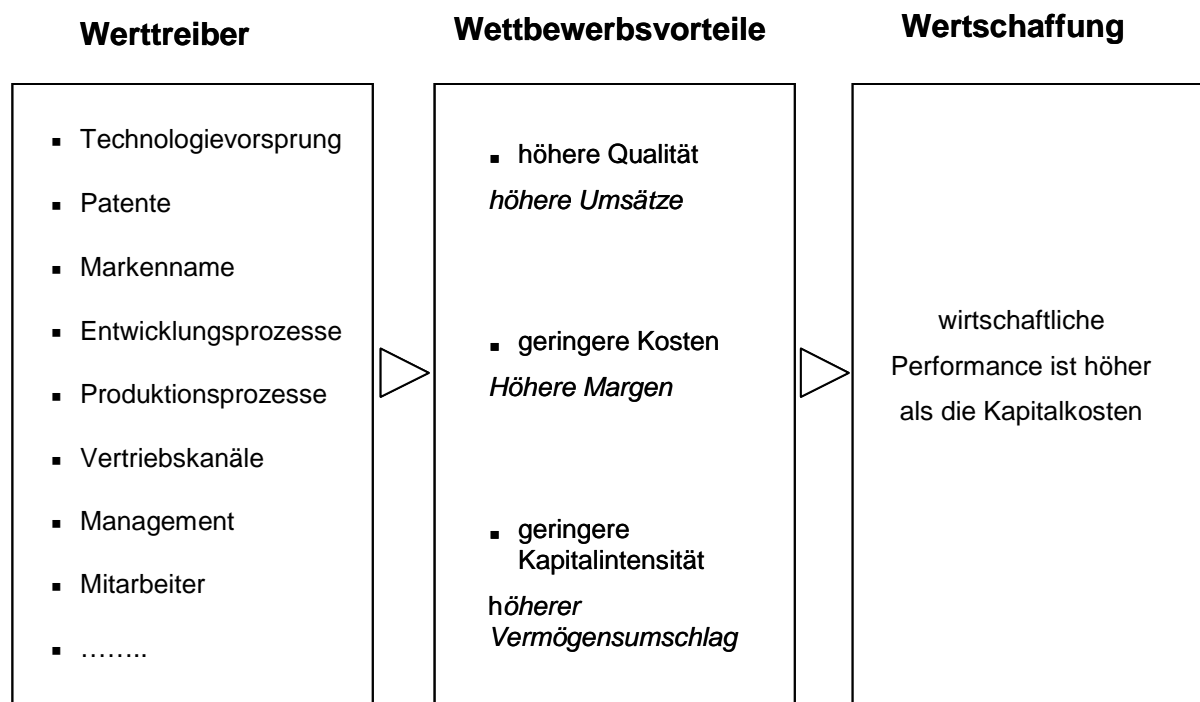 Werttreiber
Wettbewerbsvorteile
Wertschaffung
▪ Technologievorsprung
▪ Patente
▪ Markenname
▪ Entwicklungsprozesse
▪ Produktionsprozesse
▪ Vertriebskanäle
▪ Management
▪ Mitarbeiter
▪ ……..
▪ höhere Qualität
höhere Umsätze
▪ geringere Kosten
Höhere Margen
▪ geringere
Kapitalintensität
höherer
Vermögensumschlag
wirtschaftliche
Performance ist höher
als die Kapitalkosten